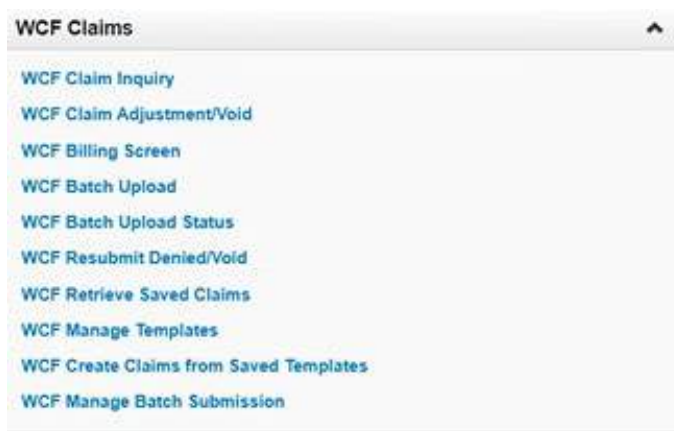 WCF Claims
WCF Claim Inquiry
WCF Claim Adjustment/Void
WCF Billing Screen
WCF Batch Upload
WCF Batch Upload Status
WCF Resubmit Denied/Void
WCF Retrieve Saved Claims
WCF Manage Templates
WCF Create Claims from Saved Templates
WCF Manage Batch Submission